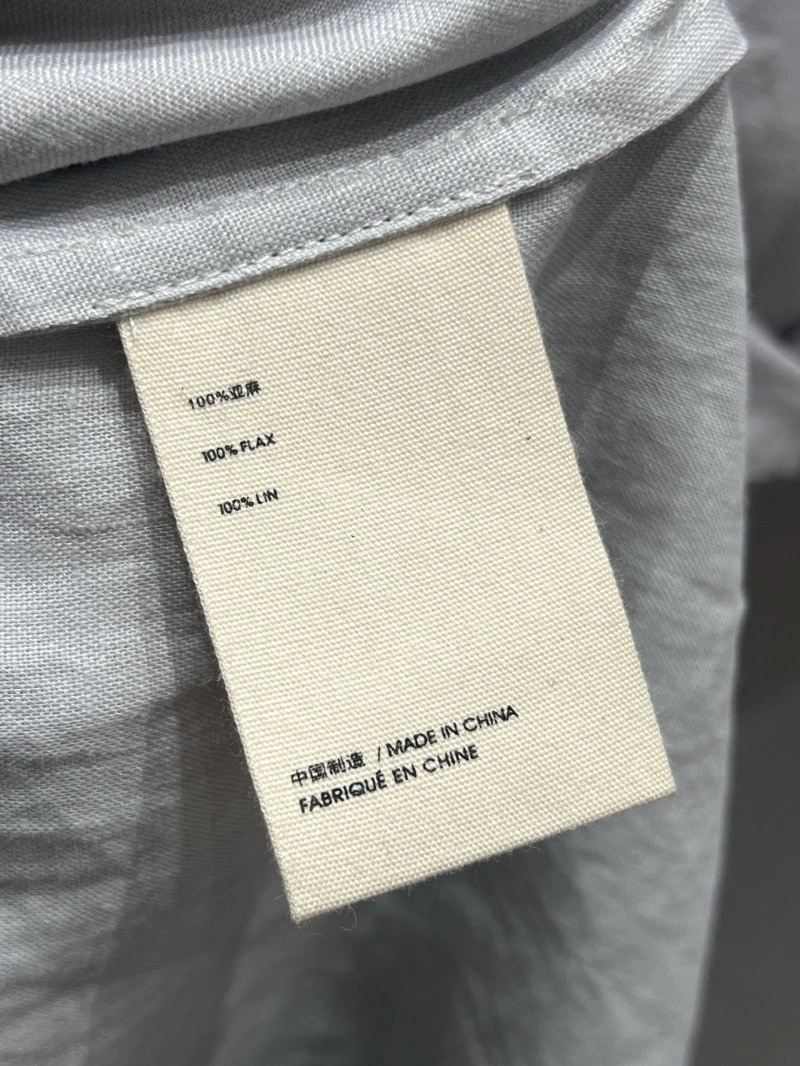 100%亚麻
100% FLAX
100% LIN
中国制造 / MADE IN CHINA
FABRIQUÉ EN CHINE